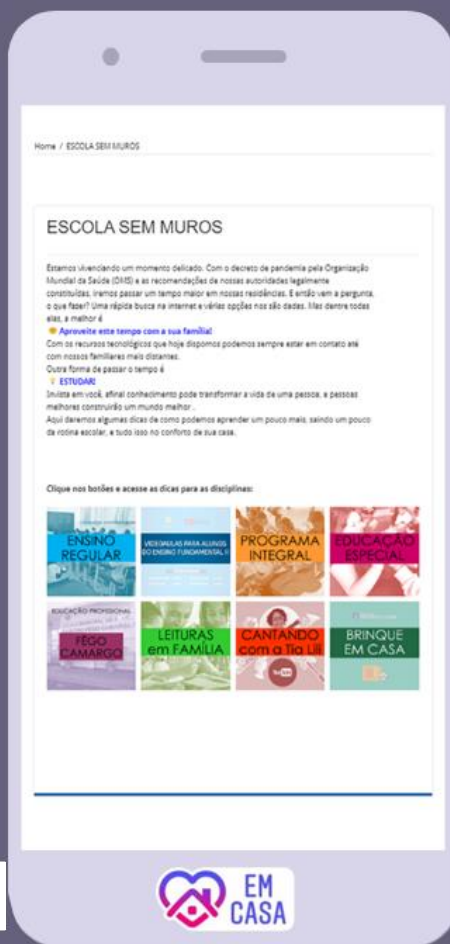 Home / ESCOLA SEM MUROS
ESCOLA SEM MUROS
Estamos vivenciando um momento delicado. Com o decreto de pandemia pela Organização
Mundial da Saúde (OMS) e as recomendações de nossas autoridades legalmente
constituídas, iremos passar um tempo maior em nossas residências. E então vem a pergunta,
o que fazer? Uma rápida busca na internet e várias opções nos são dadas. Mas dentre todas
elas, a melhor é
Aproveite este tempo com a sua família!
Com os recursos tecnológicos que hoje dispomos podemos sempre estar em contato até
com nossos familiares mais distantes.
Outra forma de passar o tempo é
ESTUDAR!
Invista em você, afinal conhecimento pode transformar a vida de uma pessoa, e pessoas
melhores construirão um mundo melhor .
Aqui daremos algumas dicas de como podemos aprender um pouco mais, saindo um pouco
da rotina escolar, e tudo isso no conforto de sua casa.
Clique nos botões e acesse as dicas para as disciplinas:
ENSINO
REGULAR
VIDEOAULAS PARA ALUNOS
DO ENSINO FUNDAMENTAL II
PROGRAMA
INTEGRAL
EDUCAÇÃO
ESPECIAL
EDUCAÇÃO PROFISSIONAL
FÊGO
CAMARGO
LEITURAS
em FAMÍLIA
CANTANDO
com a Tia Lili
BRINQUE
EM CASA
EM
CASA